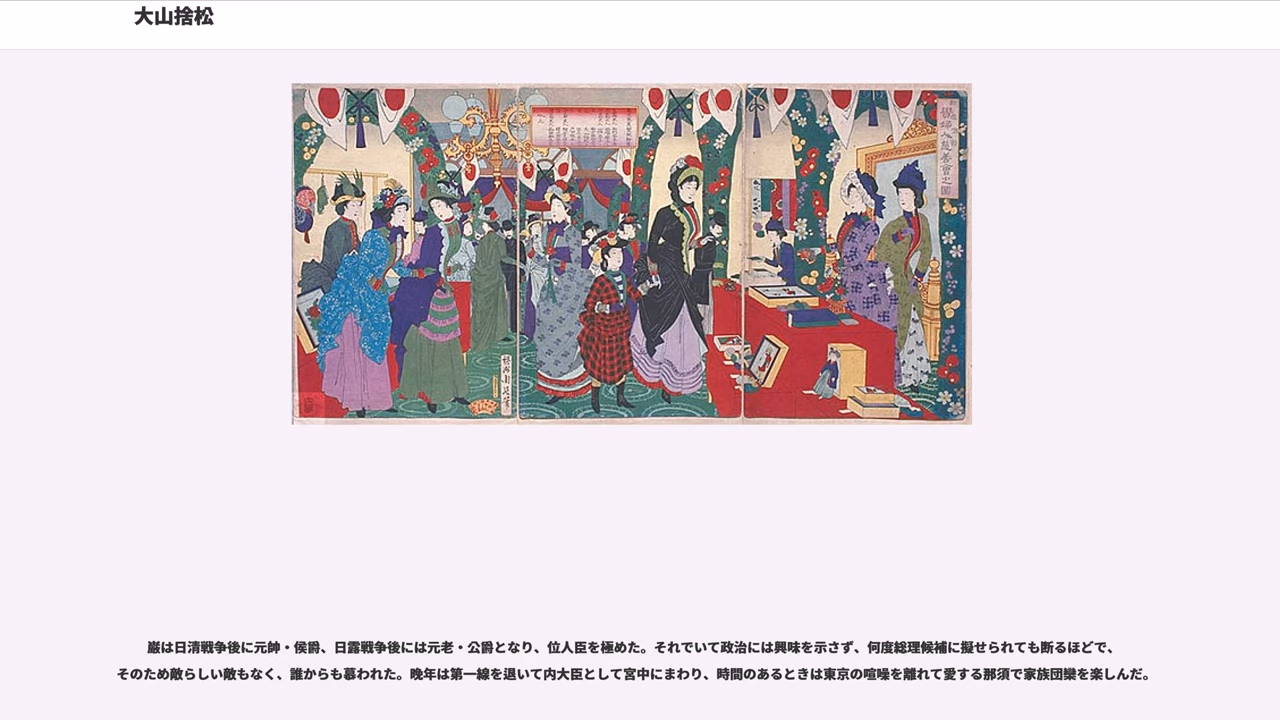 大山捨松
巌は日清戦争後に元帥・侯爵、日露戦争後には元老・公爵となり、位人臣を極めた。それでいて政治には興味を示さず、何度総理候補に擬せられても断るほどで、
そのため敵らしい敵もなく、誰からも慕われた。晩年は第一線を退いて内大臣として宮中にまわり、時間のあるときは東京の喧噪を離れて愛する那須で家族団欒を楽しんだ。